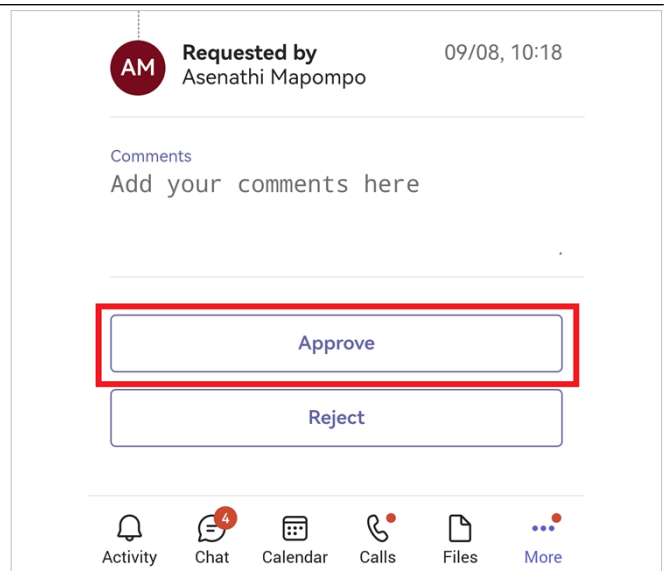 AM
Requested by
09/08, 10:18
Asenathi Mapompo
Comments
Add your comments here
Approve
Reject
4
Activity
Chat
Calendar
Calls
Files
More